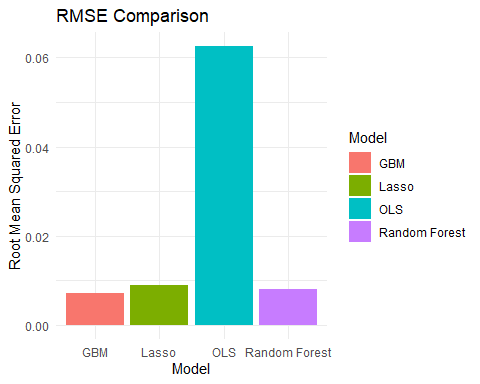 RMSE Comparison
Root Mean Squared Error
0.06
0.04
0.02
0.00
GBM Lasso OLS Random Forest
Model
Model
GBM
Lasso
OLS
Random Forest